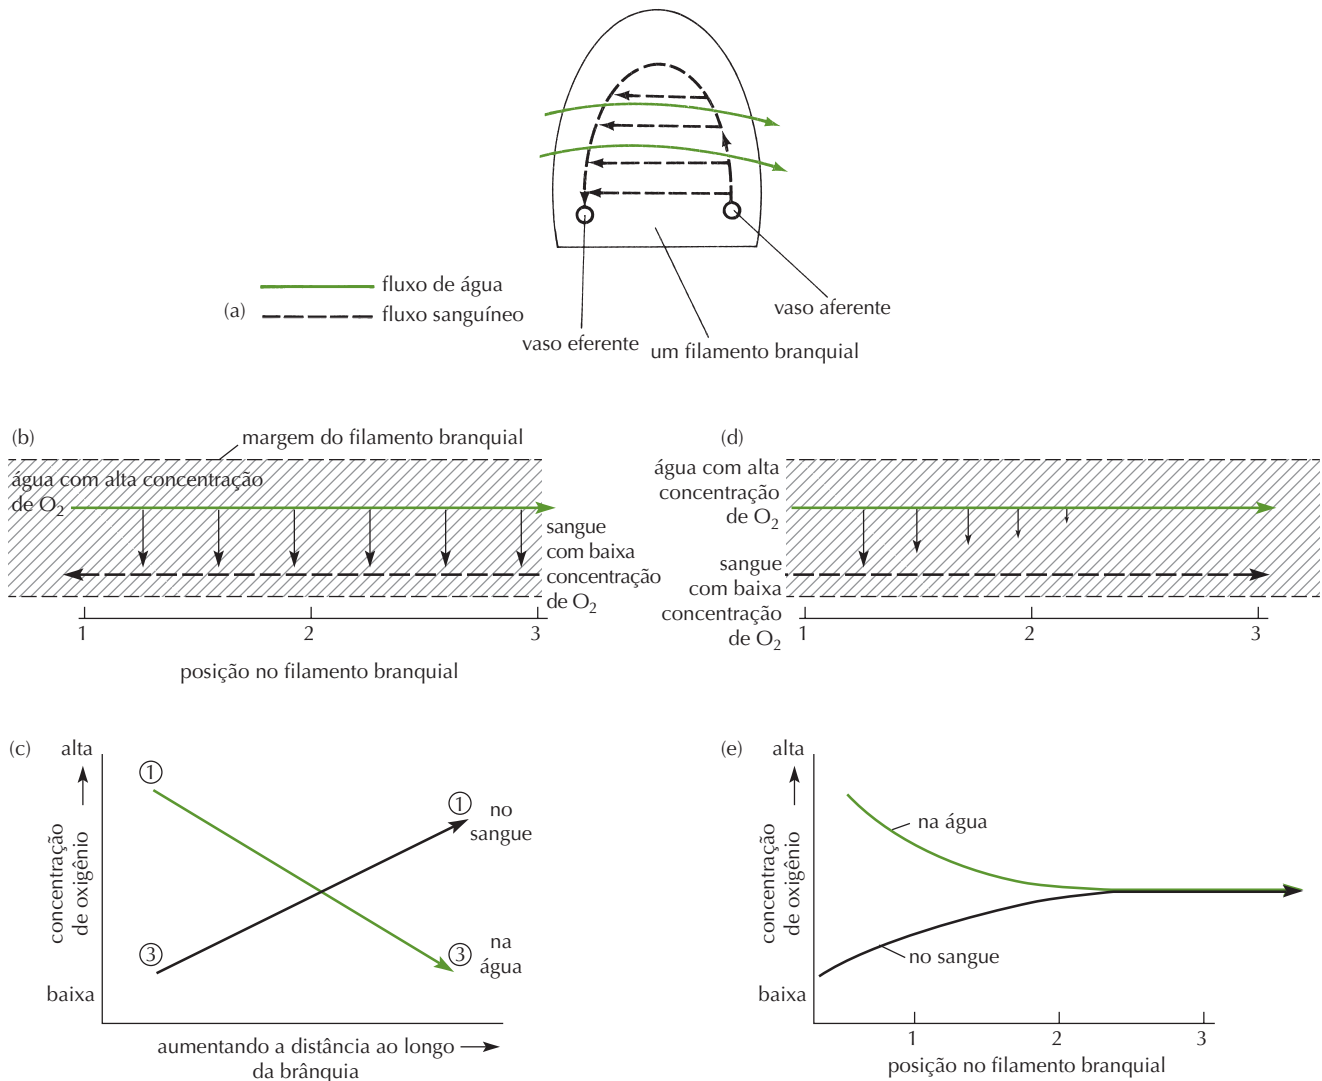 fluxo de água
(a)
fluxo sanguíneo
vaso aferente
vaso eferente
um filamento branquial
(b)
margem do filamento branquial
água com alta concentração
de O₂
sangue
com baixa
concentração
de O₂
1
2
3
posição no filamento branquial
(d)
água com alta
concentração
de O₂
sangue
com baixa
concentração
de O₂
1
2
3
(c)
alta
concentração
de oxigênio
baixa
1
3
1
no
sangue
3
na
água
aumentando a distância ao longo
da brânquia
(e)
alta
concentração
de oxigênio
baixa
na água
no sangue
1
2
3
posição no filamento branquial